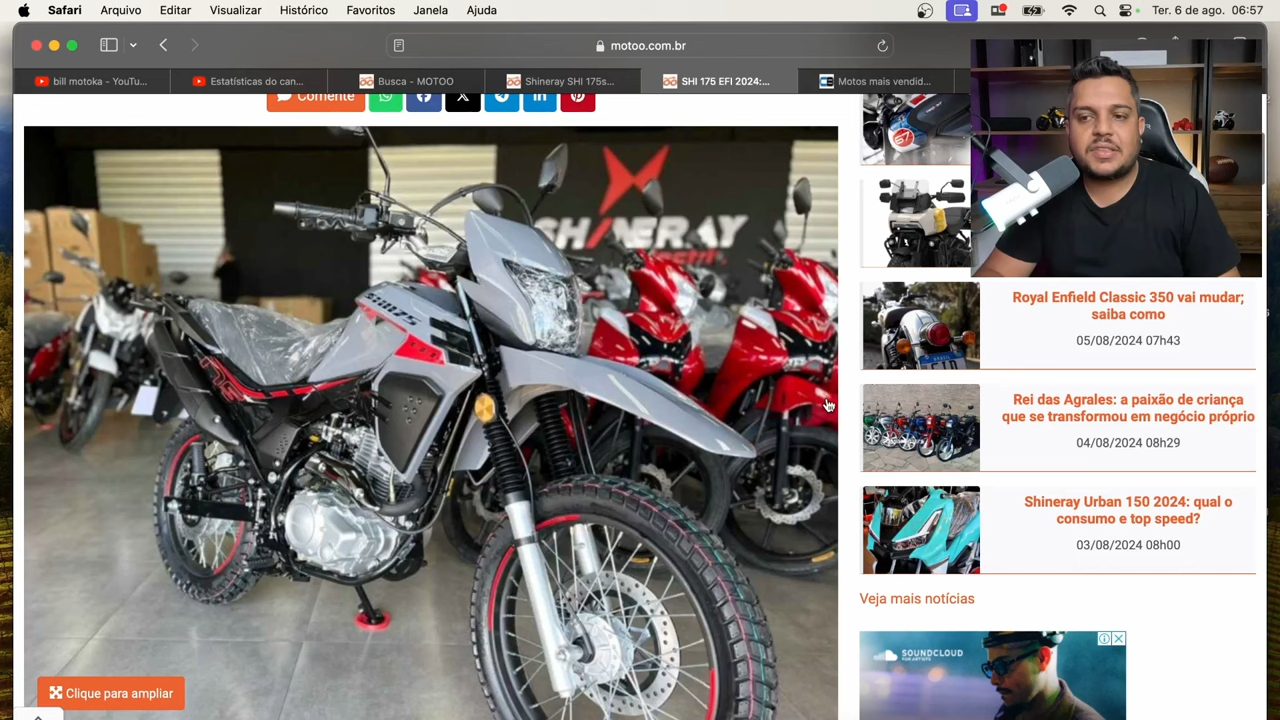 Safari Arquivo Editar Visualizar Histórico Favoritos Janela Ajuda
Ter. 6 de ago. 06:57
motoo.com.br
bill motoka - YouTu...
Estatísticas do can...
Busca - MOTOO
Shineray SHI 175s...
SHI 175 EFI 2024:...
Motos mais vendid...
Comente
SHINERAY
SHI 175
Royal Enfield Classic 350 vai mudar;
saiba como
05/08/2024 07h43
Rei das Agrales: a paixão de criança
que se transformou em negócio próprio
04/08/2024 08h29
Shineray Urban 150 2024: qual o
consumo e top speed?
03/08/2024 08h00
Veja mais notícias
SOUNDCLOUD
FOR ARTISTS
Clique para ampliar